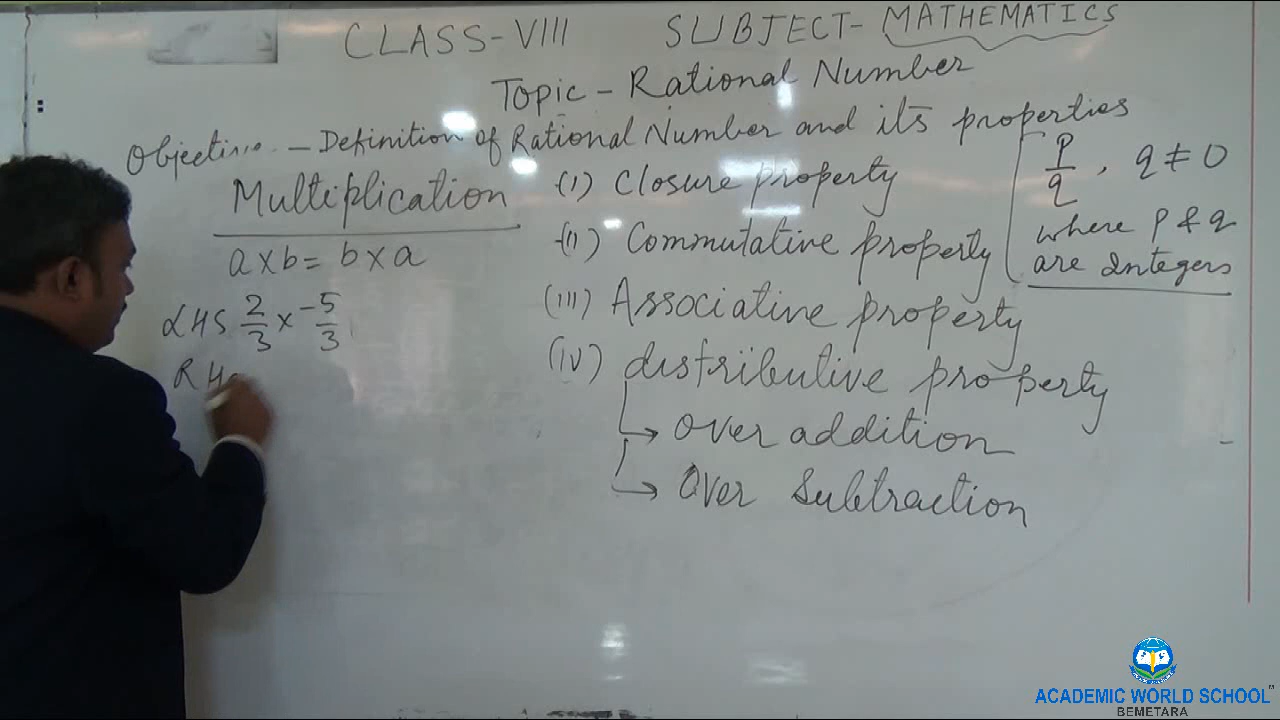 CLASS-VIII SUBJECT- MATHEMATICS
Topic - Rational Number
Objective - Definition of Rational Number and its properties
Multiplication
a x b = b x a
LHS 2/3 x -5/3
RHS
(i) Closure property
(ii) Commutative property
(iii) Associative property
(iv) distributive property
→ Over addition
→ Over Subtraction
p/q , q ≠ 0
where p & q
are Integers
ACADEMIC WORLD SCHOOL™
BEMETARA